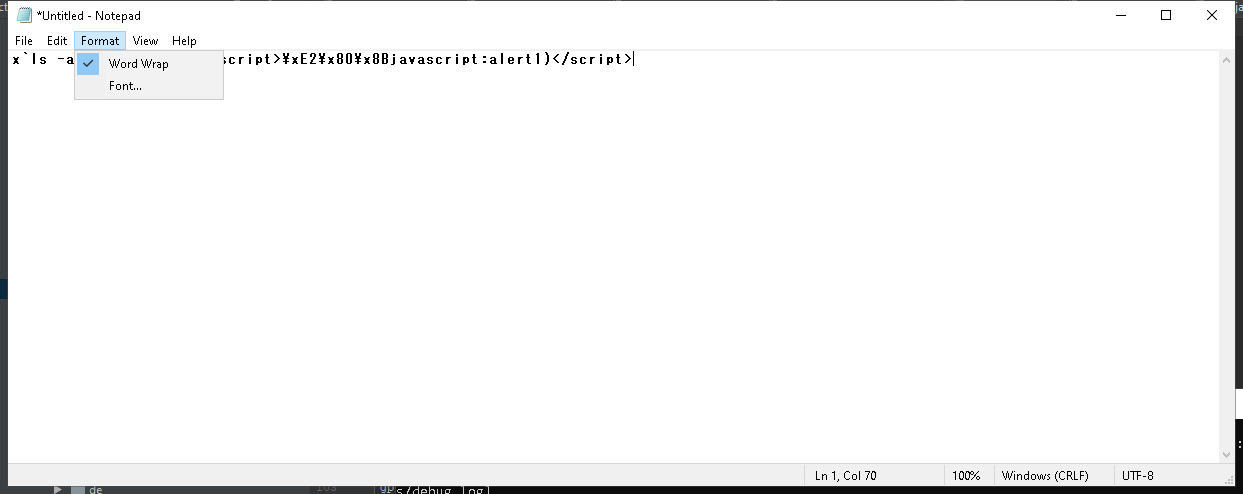 *Untitled - Notepad
File Edit Format View Help
x`ls -a script>¥xE2¥x80¥x8Bjavascript:alert1)</script>
Word Wrap
Font...
Ln 1, Col 70 100% Windows (CRLF) UTF-8
de
s/debug.log